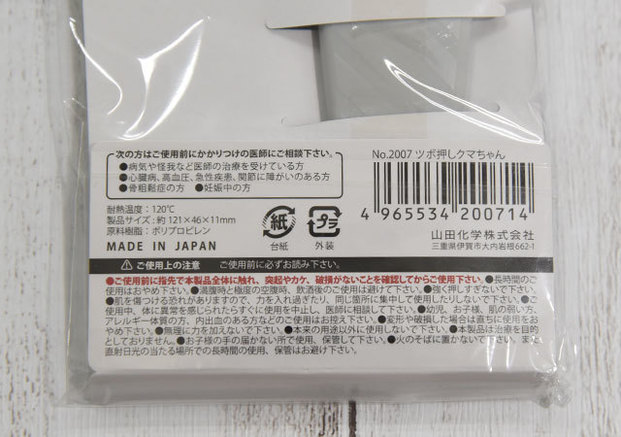 次の方はご使用前にかかりつけの医師にご相談下さい。
●病気や怪我など医師の治療を受けている方
●心臓病、高血圧、急性疾患、関節に障がいのある方
●骨粗鬆症の方 ●妊娠中の方
No.2007 ツボ押しクマちゃん
4 965534 200714
耐熱温度：120℃
製品サイズ：約 121×46×11mm
原料樹脂：ポリプロピレン
MADE IN JAPAN
紙
台紙
プラ
外装
山田化学株式会社
三重県伊賀市大内岩根662-1
ご使用上の注意 ご使用前に必ずお読み下さい。
●ご使用前に指先で本製品全体に触れ、突起やカケ、破損がないことを確認してからご使用下さい。●長時間のご
使用はおやめ下さい。●満腹時と極度の空腹時、飲酒後のご使用は避けて下さい。●強く押しすぎないで下さい。
●肌を傷つける恐れがありますので、力を入れ過ぎたり、同じ箇所に集中して使用したりしないで下さい。●ご
使用中、体に異常を感じられたらすぐに使用を中止し、医師に相談して下さい。●幼児、お子様、肌の弱い方、
アレルギー体質の方、内出血のある方などのご使用はお控え下さい。●変形や破損した場合は直ちに使用をお
やめ下さい。●無理に力を加えないで下さい。●本来の用途以外に使用しないで下さい。●本製品は治療を目的
としておりません。●お子様の手の届かない所で使用、保管して下さい。●火のそばに置かないで下さい。また
直射日光の当たる場所での長時間の使用、保管はお避け下さい。